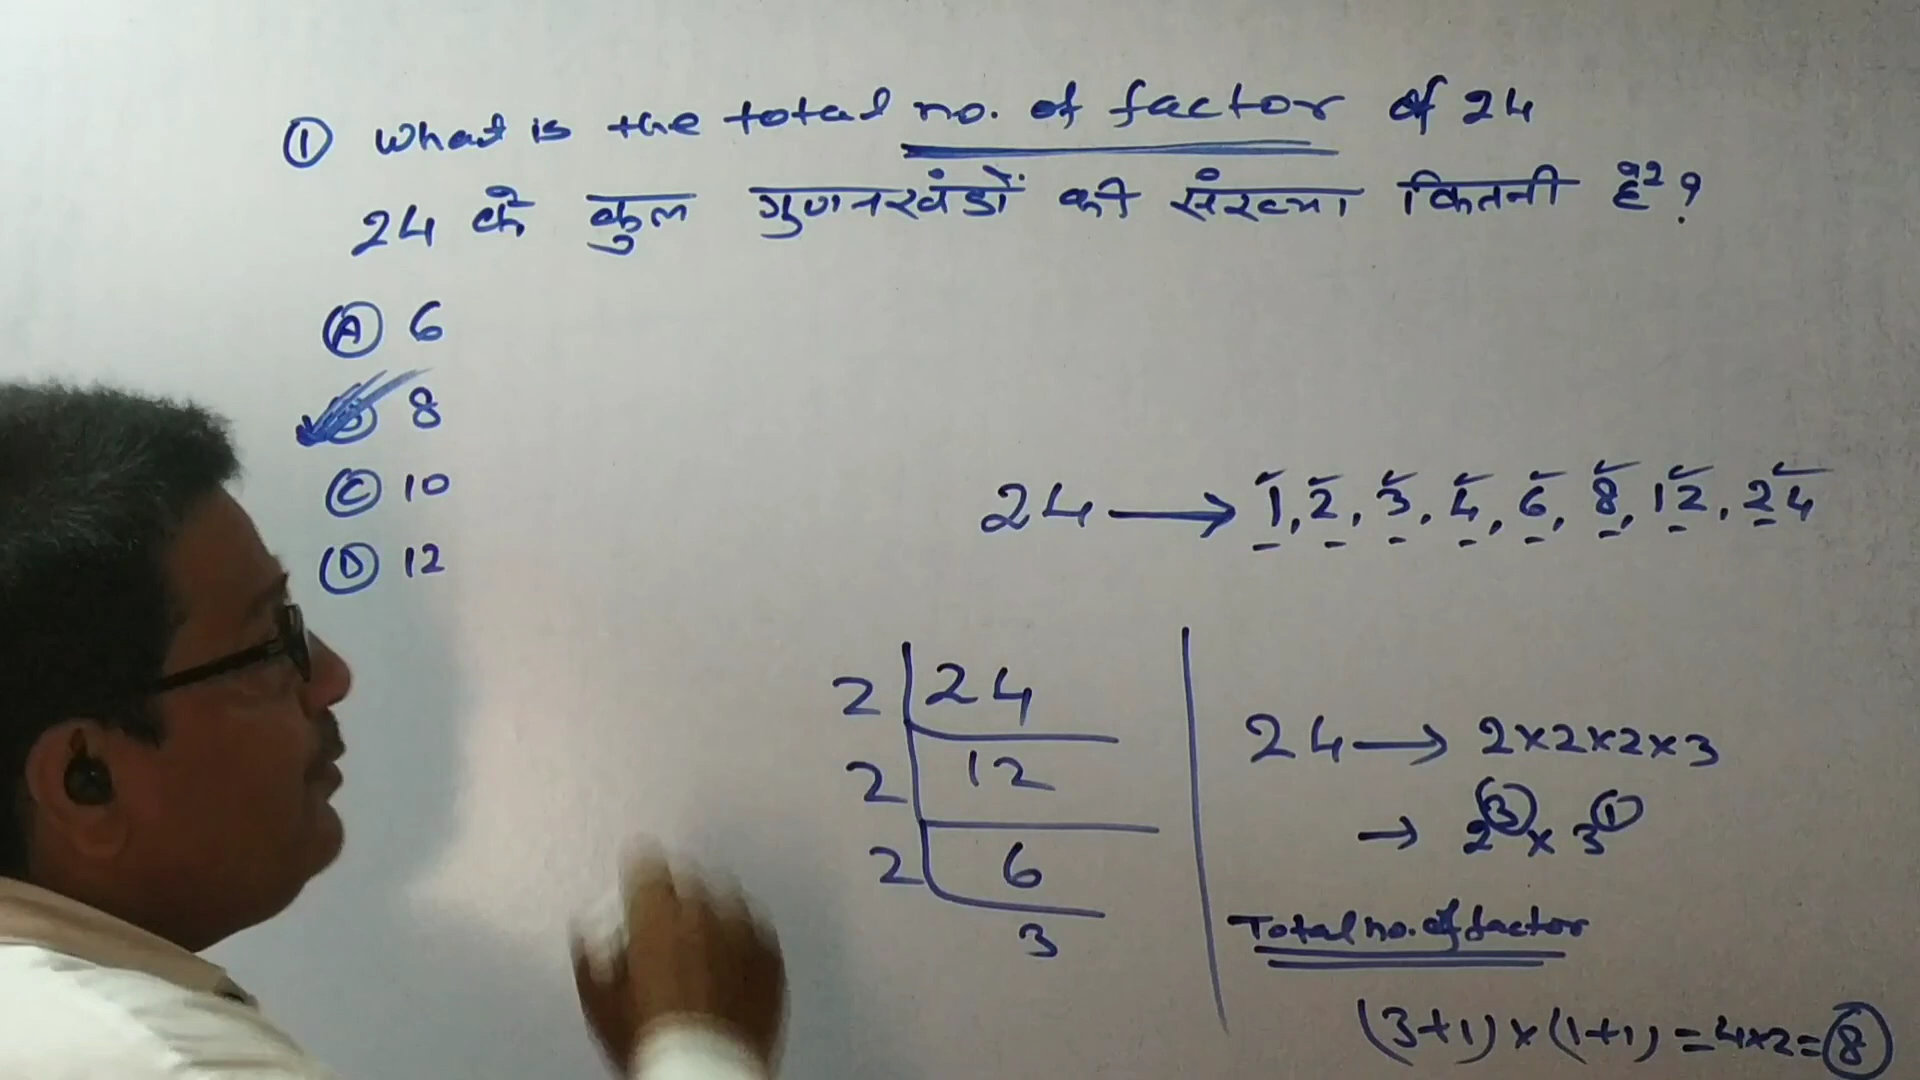 ① What is the total no. of factor of 24
24 के कुल गुणनखंडों की संख्या कितनी है?
Ⓐ 6
8
Ⓒ 10
Ⓓ 12
24 → 1, 2, 3, 4, 6, 8, 12, 24
2 | 24
2 | 12
2 | 6
3
24 → 2×2×2×3
→ 2³ × 3¹
Total no. of factor
(3+1) × (1+1) = 4×2 = ⑧